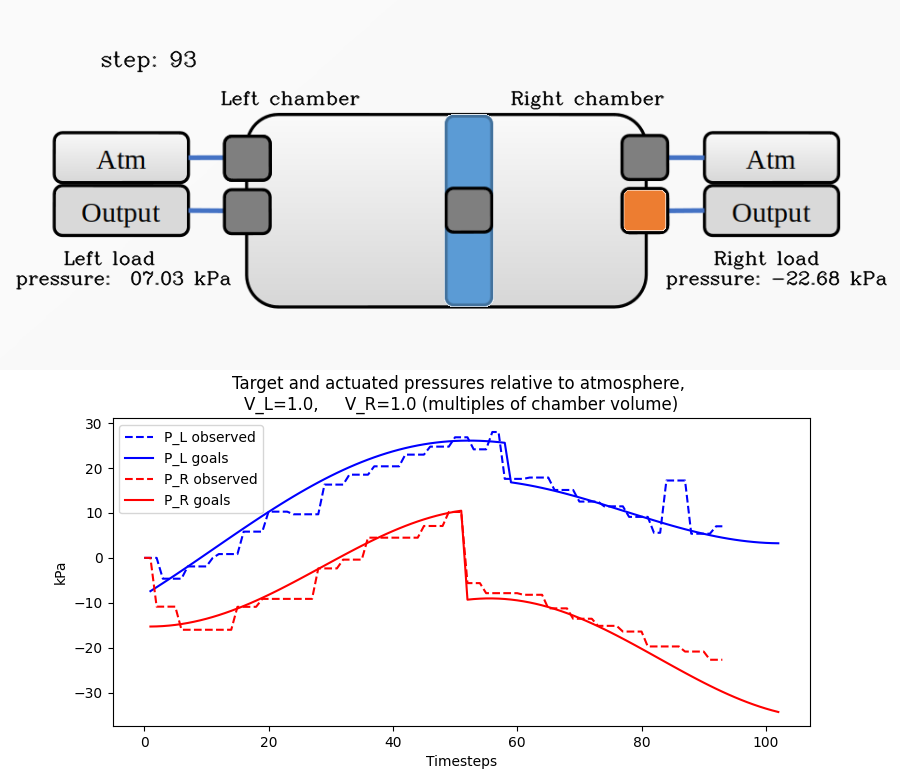 step: 93
Left chamber
Right chamber
Atm
Atm
Output
Output
Left load
pressure: 07.03 kPa
Right load
pressure: −22.68 kPa
Target and actuated pressures relative to atmosphere,
V_L=1.0, V_R=1.0 (multiples of chamber volume)
P_L observed
P_L goals
P_R observed
P_R goals
kPa
30
20
10
0
−10
−20
−30
0 20 40 60 80 100
Timesteps